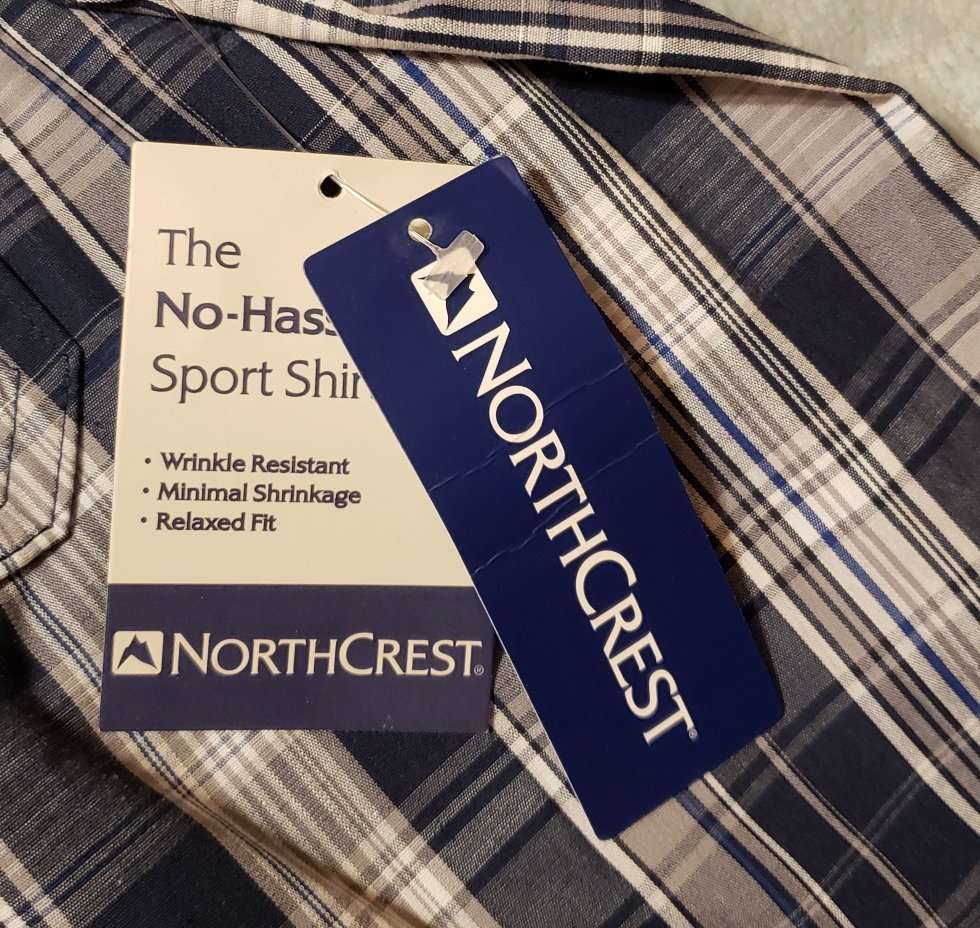 The
No-Hass
Sport Shir
• Wrinkle Resistant
• Minimal Shrinkage
• Relaxed Fit
NORTHCREST®
NORTHCREST®